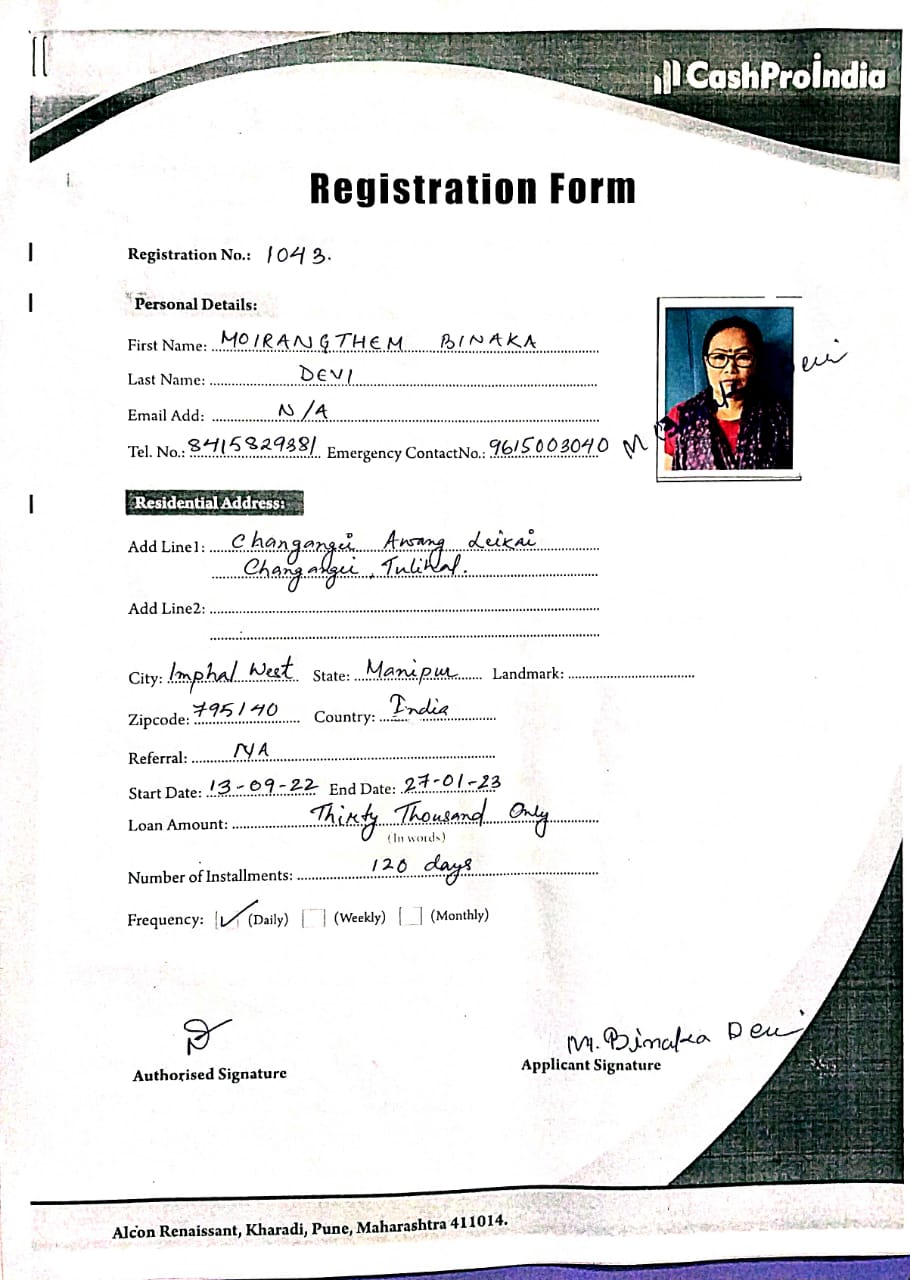 CashProIndia
Registration Form
Registration No.: 1043.
Personal Details:
First Name: MOIRANGTHEM BINAKA
Last Name: DEVI
Email Add: N/A
Tel. No.: 8415829381 Emergency ContactNo.: 9615003040
Residential Address:
Add Line1: Changangei Awang Leikai
Changangei, Tulihal.
Add Line2:
City: Imphal West State: Manipur Landmark:
Zipcode: 795140 Country: India
Referral: NA
Start Date: 13-09-22 End Date: 27-01-23
Loan Amount: Thirty Thousand Only
(In words)
Number of Installments: 120 days
Frequency: (Daily) (Weekly) (Monthly)
M. Binaka Devi
Authorised Signature Applicant Signature
Alcon Renaissant, Kharadi, Pune, Maharashtra 411014.